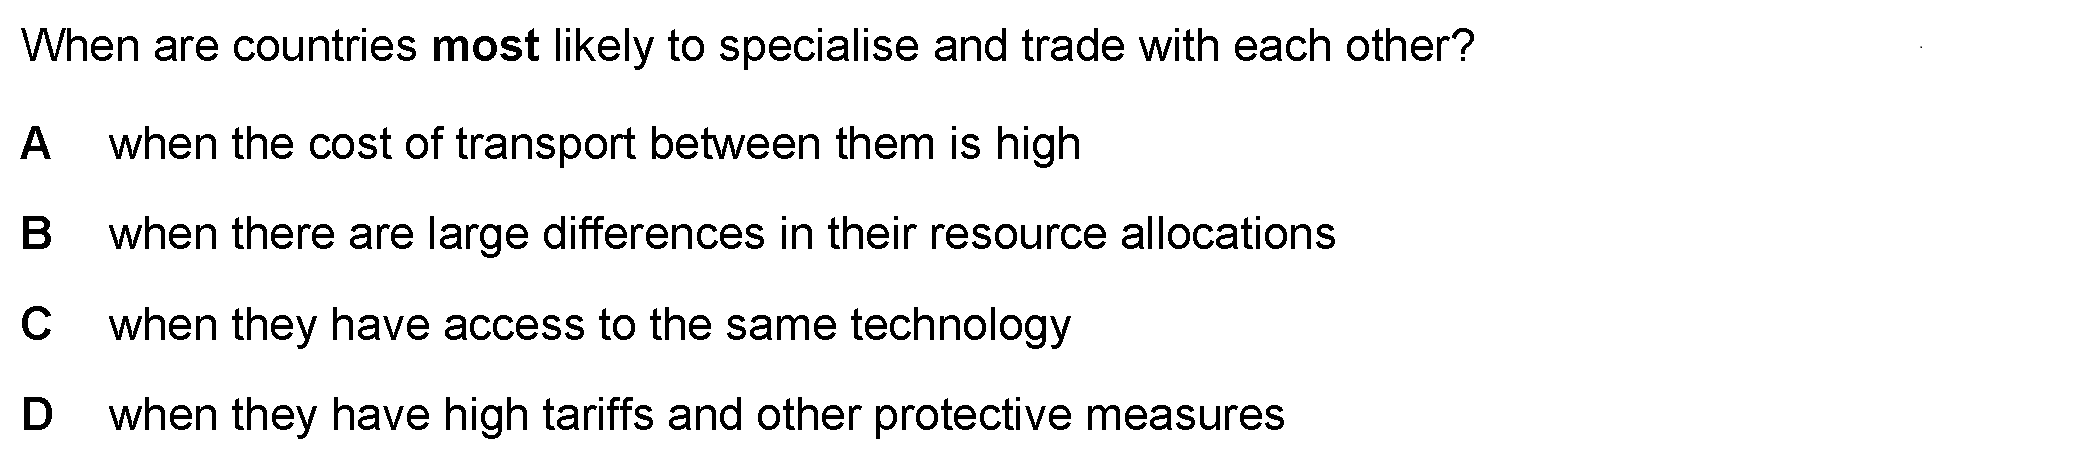 When are countries most likely to specialise and trade with each other?
A when the cost of transport between them is high
B when there are large differences in their resource allocations
C when they have access to the same technology
D when they have high tariffs and other protective measures